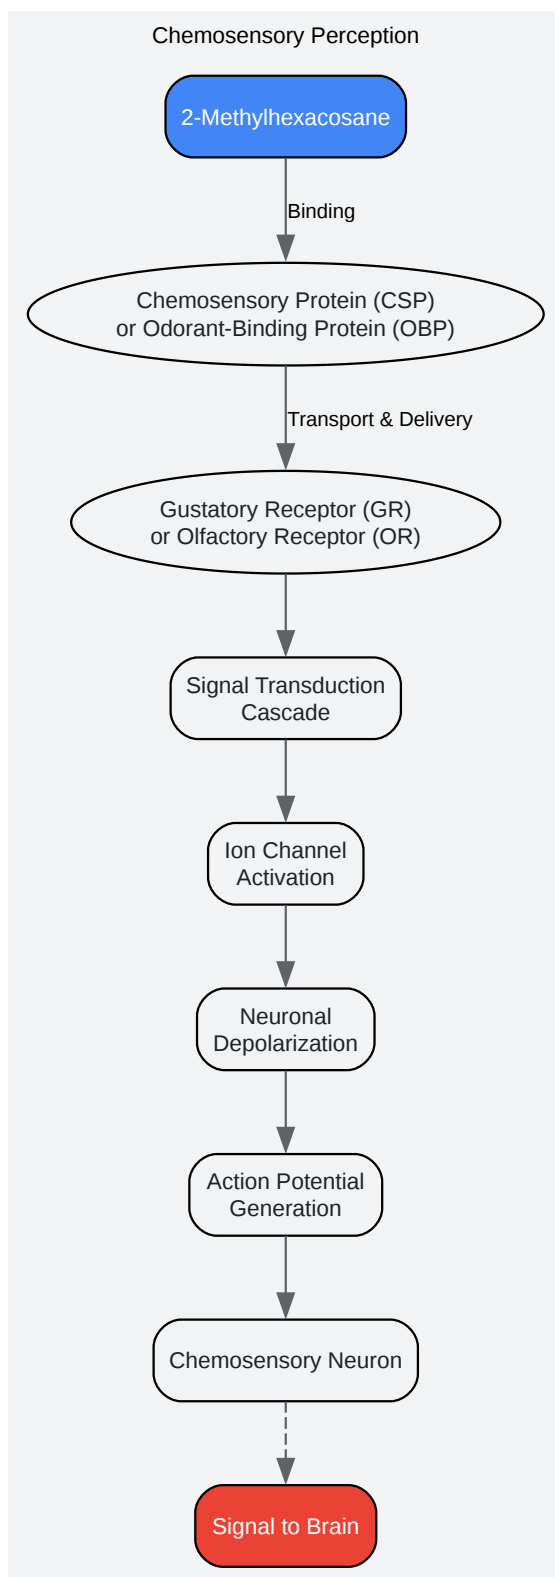 Chemosensory Perception
2-Methylhexacosane
Binding
Chemosensory Protein (CSP)
or Odorant-Binding Protein (OBP)
Transport & Delivery
Gustatory Receptor (GR)
or Olfactory Receptor (OR)
Signal Transduction
Cascade
Ion Channel
Activation
Neuronal
Depolarization
Action Potential
Generation
Chemosensory Neuron
Signal to Brain